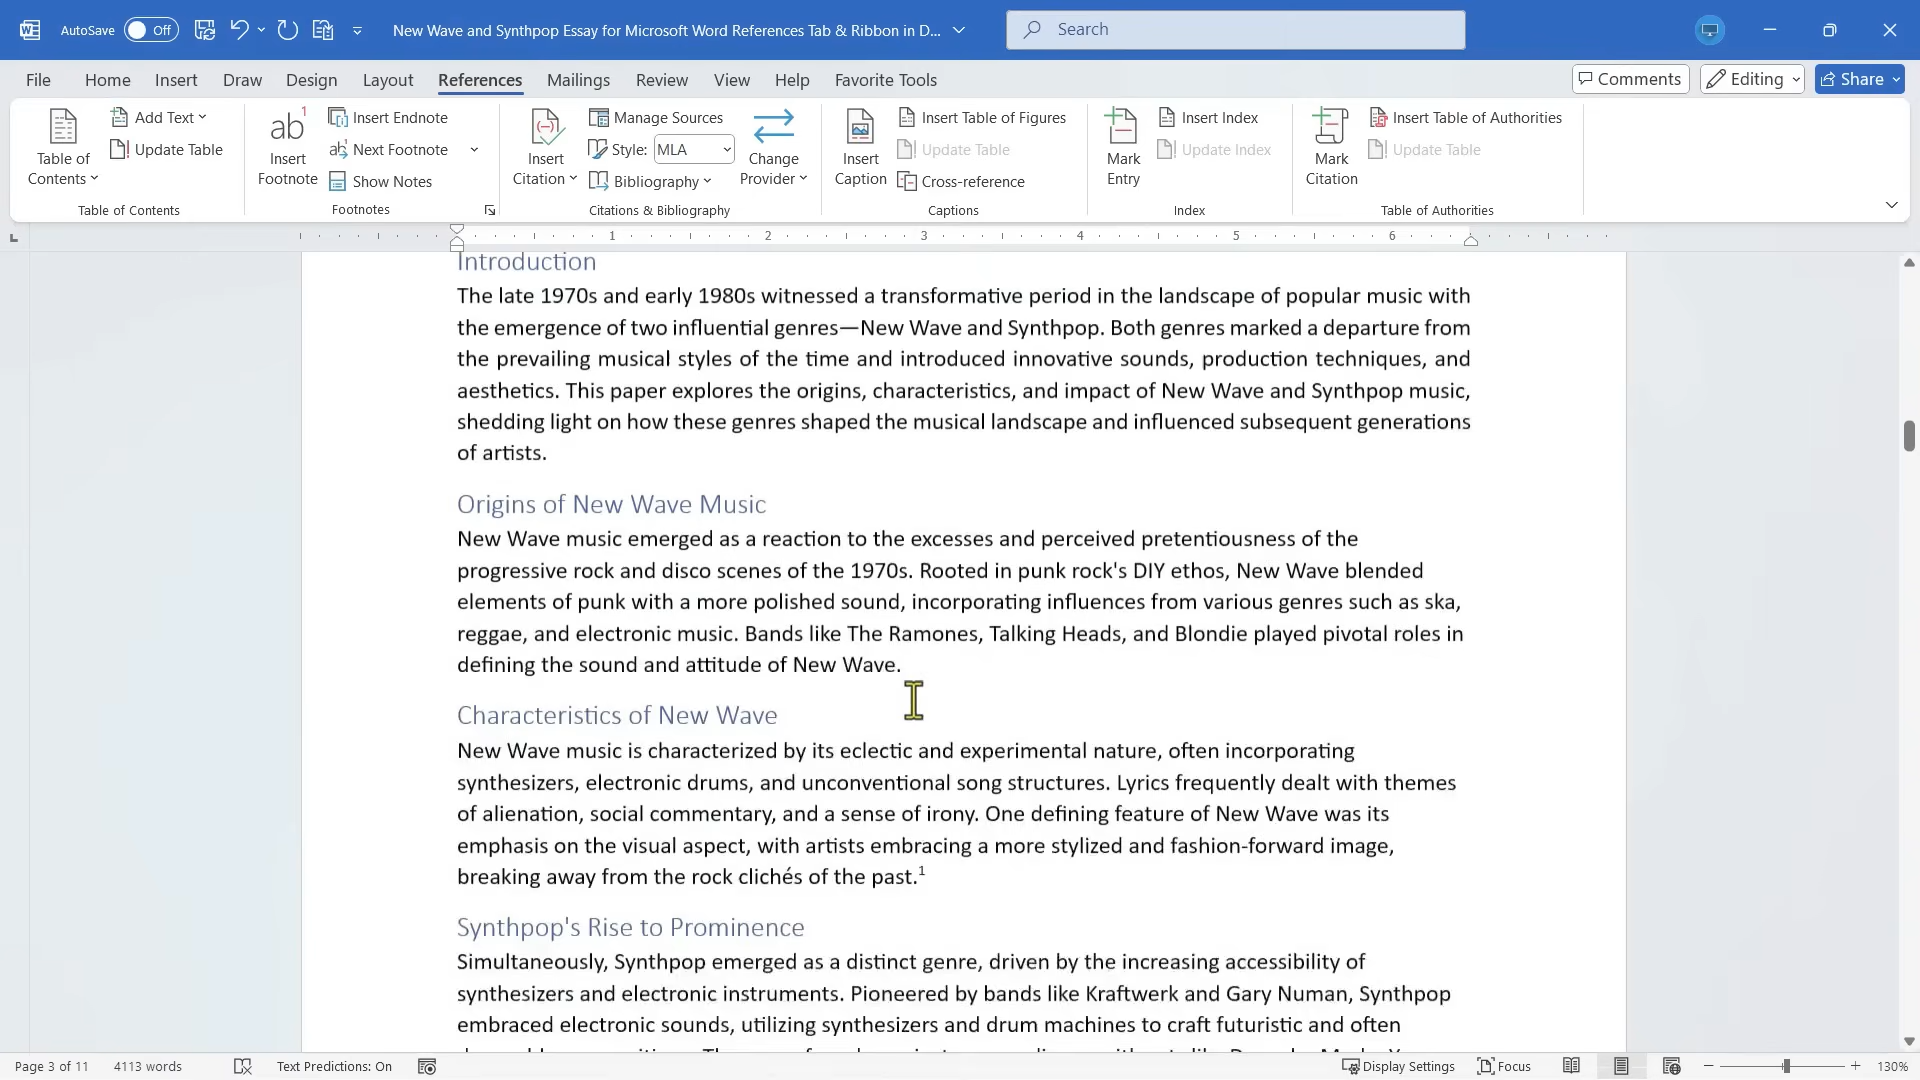 AutoSave Off New Wave and Synthpop Essay for Microsoft Word References Tab & Ribbon in D... Search
File Home Insert Draw Design Layout References Mailings Review View Help Favorite Tools Comments Editing Share
Table of Contents
Add Text
Update Table
Table of Contents
ab 1
Insert Footnote
Insert Endnote
Next Footnote
Show Notes
Footnotes
Insert Citation
Manage Sources
Style: MLA
Bibliography
Change Provider
Citations & Bibliography
Insert Caption
Insert Table of Figures
Update Table
Cross-reference
Captions
Mark Entry
Insert Index
Update Index
Index
Mark Citation
Insert Table of Authorities
Update Table
Table of Authorities
1 2 3 4 5 6
Introduction
The late 1970s and early 1980s witnessed a transformative period in the landscape of popular music with
the emergence of two influential genres—New Wave and Synthpop. Both genres marked a departure from
the prevailing musical styles of the time and introduced innovative sounds, production techniques, and
aesthetics. This paper explores the origins, characteristics, and impact of New Wave and Synthpop music,
shedding light on how these genres shaped the musical landscape and influenced subsequent generations
of artists.
Origins of New Wave Music
New Wave music emerged as a reaction to the excesses and perceived pretentiousness of the
progressive rock and disco scenes of the 1970s. Rooted in punk rock's DIY ethos, New Wave blended
elements of punk with a more polished sound, incorporating influences from various genres such as ska,
reggae, and electronic music. Bands like The Ramones, Talking Heads, and Blondie played pivotal roles in
defining the sound and attitude of New Wave.
Characteristics of New Wave
New Wave music is characterized by its eclectic and experimental nature, often incorporating
synthesizers, electronic drums, and unconventional song structures. Lyrics frequently dealt with themes
of alienation, social commentary, and a sense of irony. One defining feature of New Wave was its
emphasis on the visual aspect, with artists embracing a more stylized and fashion-forward image,
breaking away from the rock clichés of the past.1
Synthpop's Rise to Prominence
Simultaneously, Synthpop emerged as a distinct genre, driven by the increasing accessibility of
synthesizers and electronic instruments. Pioneered by bands like Kraftwerk and Gary Numan, Synthpop
embraced electronic sounds, utilizing synthesizers and drum machines to craft futuristic and often
Page 3 of 11 4113 words Text Predictions: On Display Settings Focus 130%